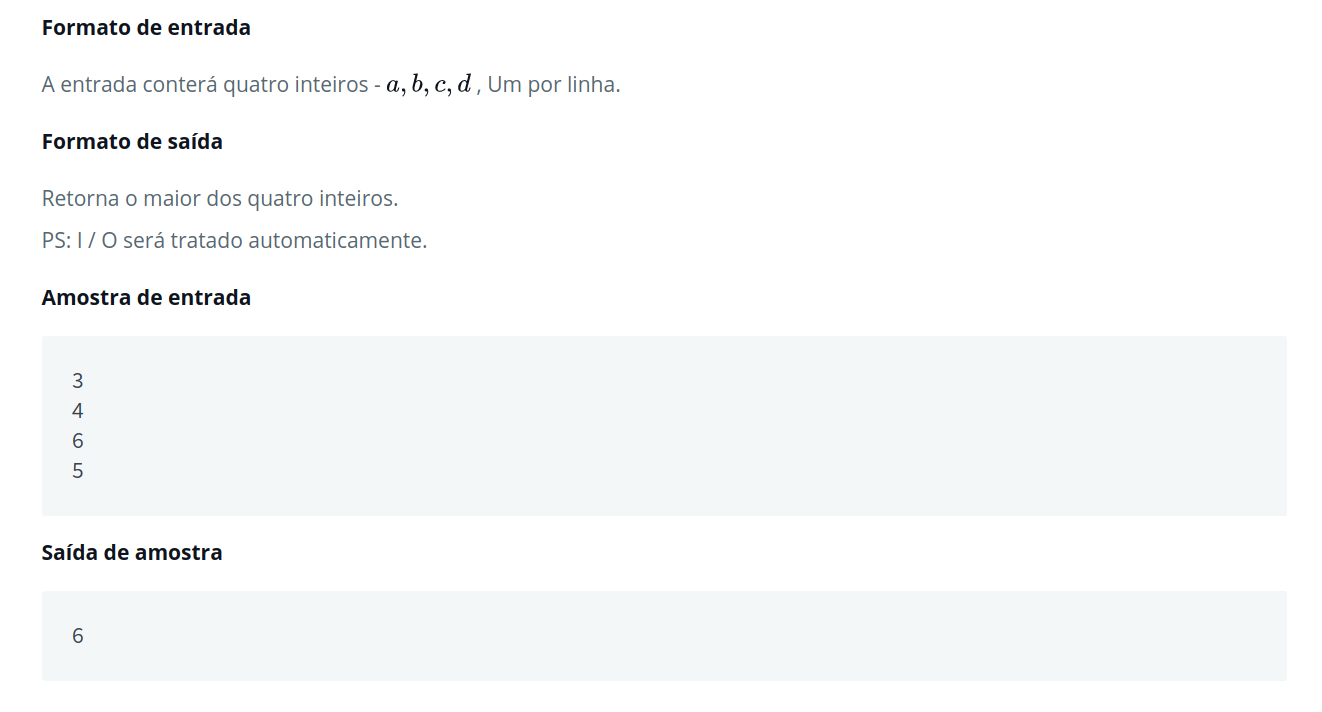 Formato de entrada
A entrada conterá quatro inteiros - a, b, c, d , Um por linha.
Formato de saída
Retorna o maior dos quatro inteiros.
PS: I / O será tratado automaticamente.
Amostra de entrada
3
4
6
5
Saída de amostra
6